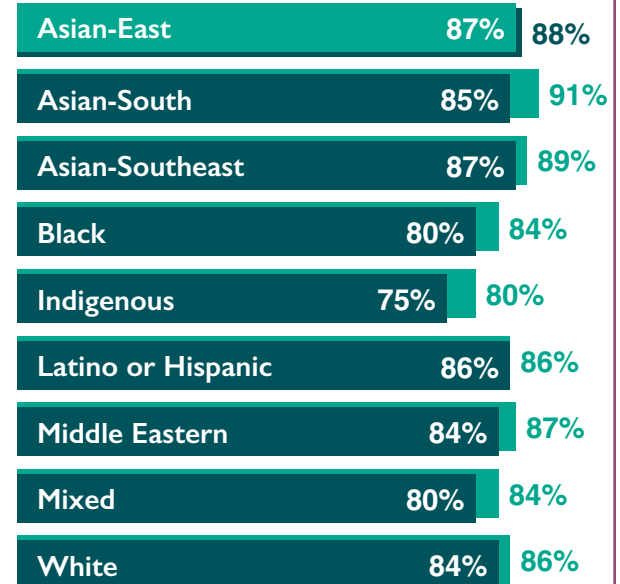 Asian-East 87% 88%
Asian-South 85% 91%
Asian-Southeast 87% 89%
Black 80% 84%
Indigenous 75% 80%
Latino or Hispanic 86% 86%
Middle Eastern 84% 87%
Mixed 80% 84%
White 84% 86%